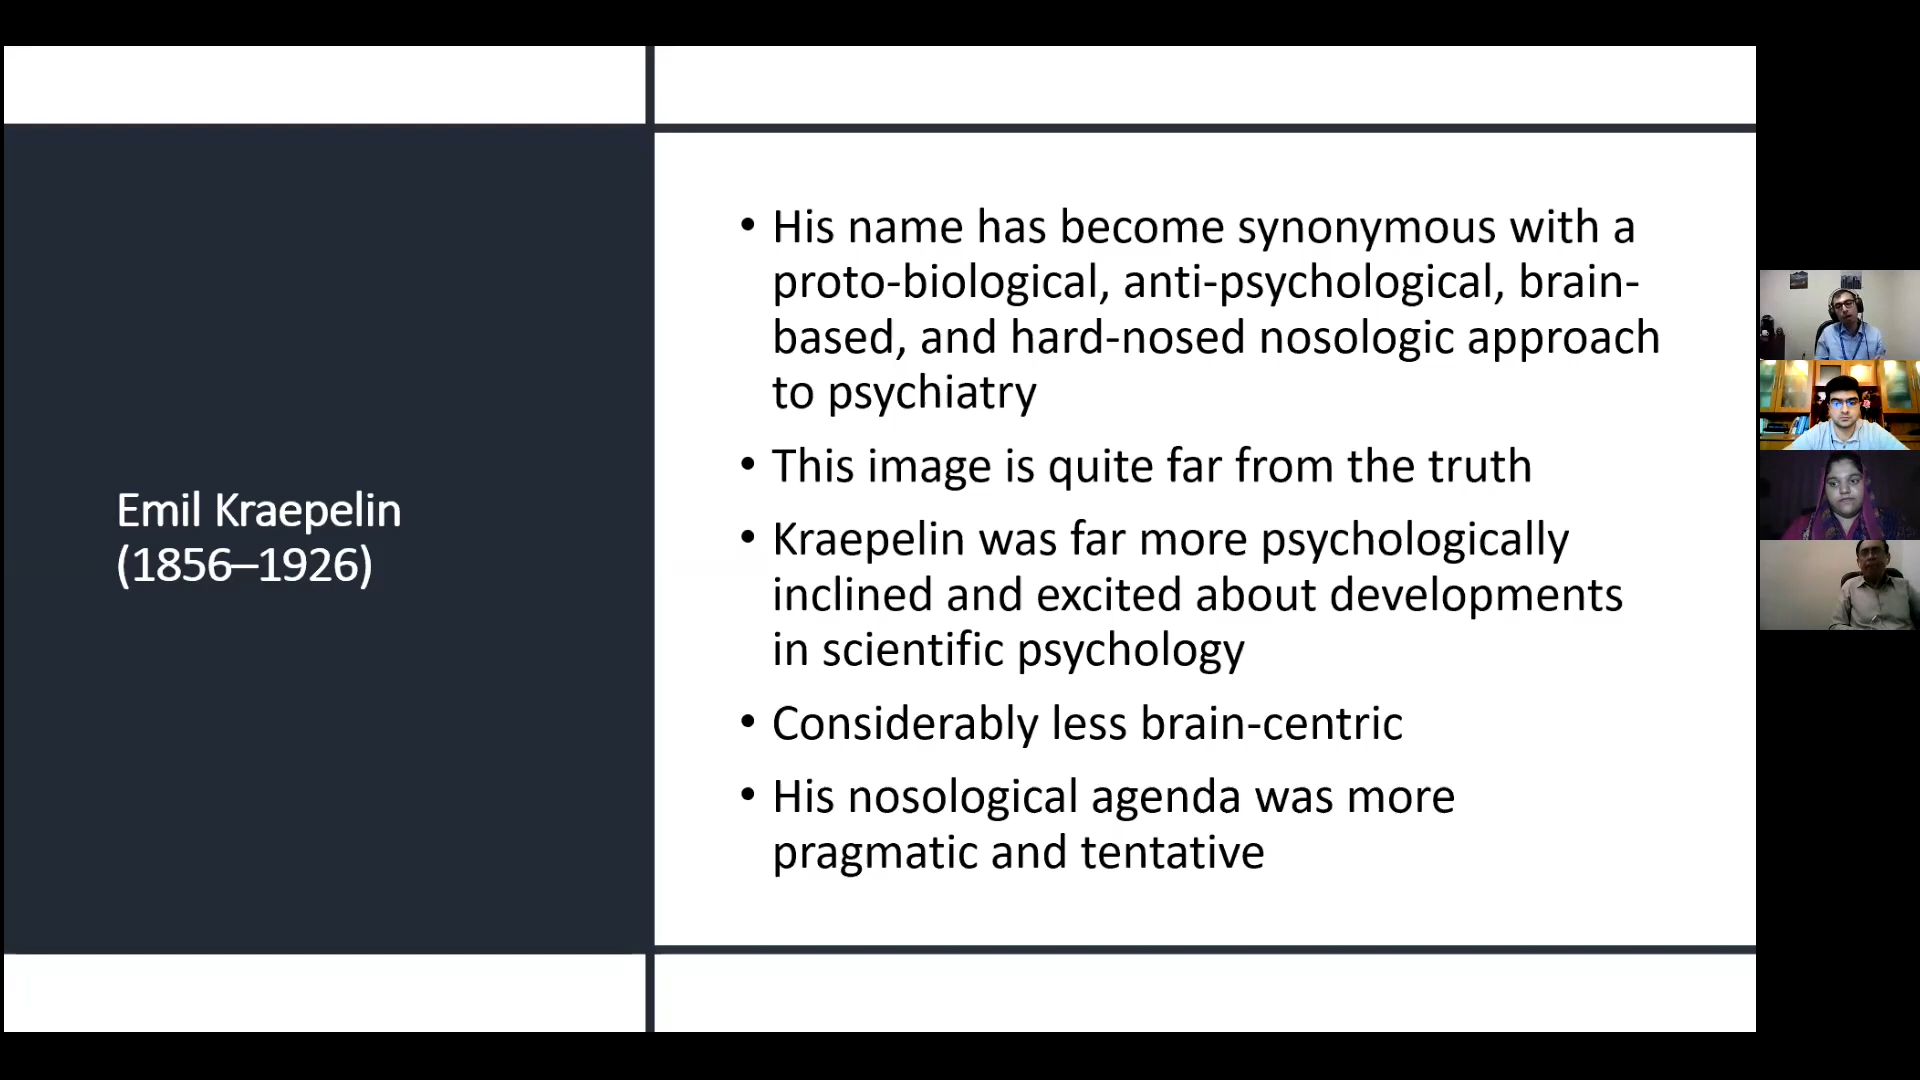 Emil Kraepelin
(1856–1926)
• His name has become synonymous with a
proto-biological, anti-psychological, brain-
based, and hard-nosed nosologic approach
to psychiatry
• This image is quite far from the truth
• Kraepelin was far more psychologically
inclined and excited about developments
in scientific psychology
• Considerably less brain-centric
• His nosological agenda was more
pragmatic and tentative